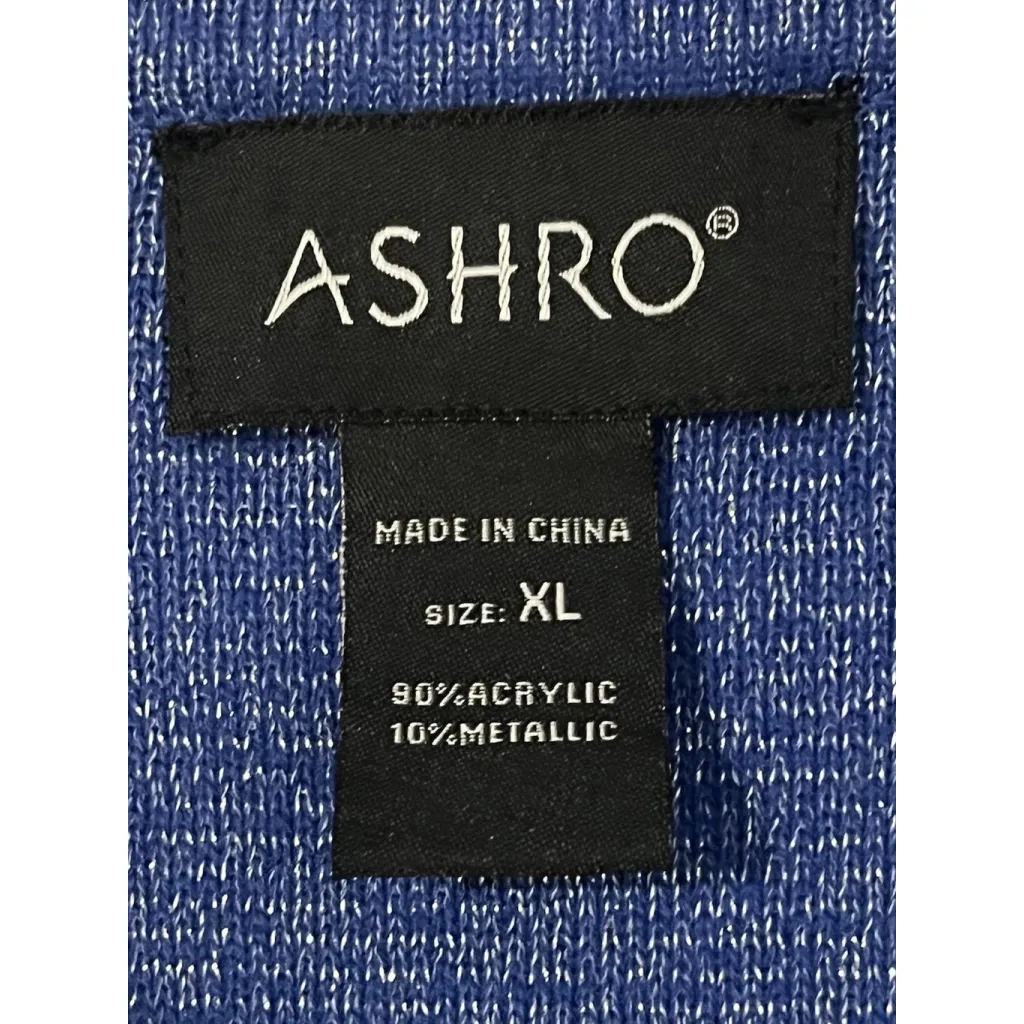 ASHRO®
MADE IN CHINA
SIZE: XL
90%ACRYLIC
10%METALLIC